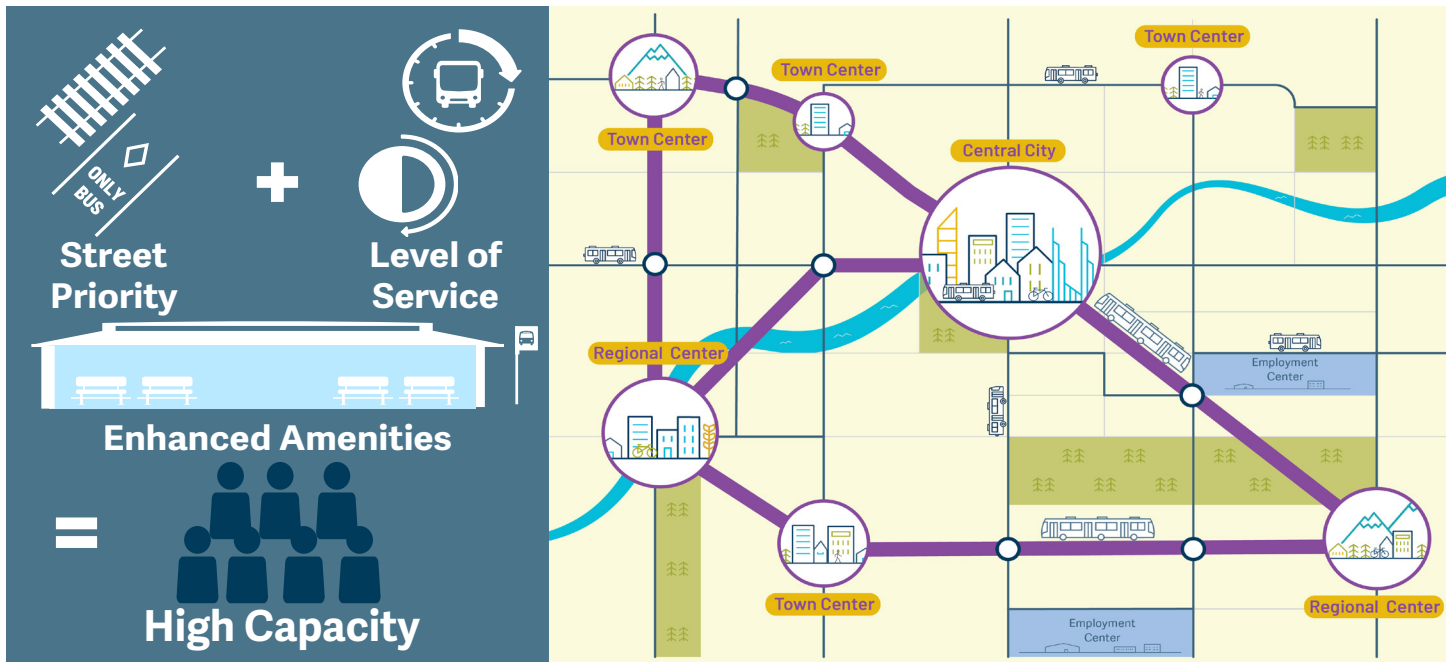 ONLY
BUS
Street
Priority
+
Level of
Service
Enhanced Amenities
=
High Capacity
Town Center
Town Center
Town Center
Central City
Regional Center
Employment
Center
Town Center
Regional Center
Employment
Center